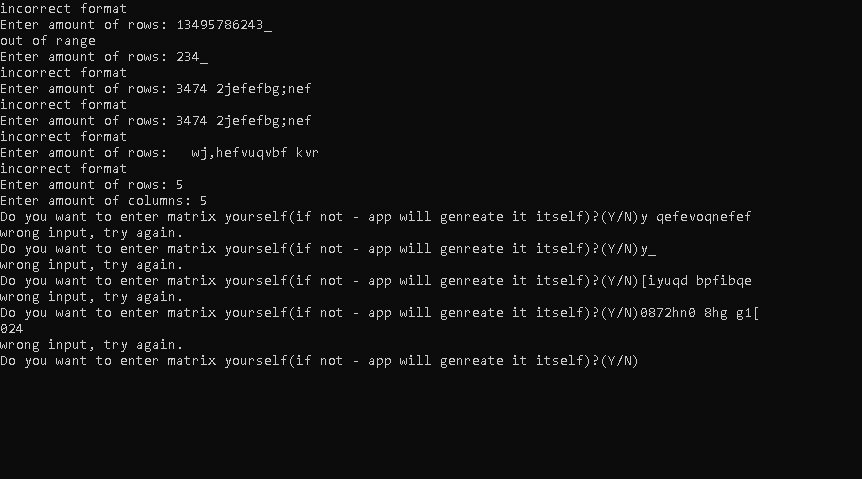 incorrect format
Enter amount of rows: 13495786243_
out of range
Enter amount of rows: 234_
incorrect format
Enter amount of rows: 3474 2jefefbg;nef
incorrect format
Enter amount of rows: 3474 2jefefbg;nef
incorrect format
Enter amount of rows:   wj,hefvuqvbf kvr
incorrect format
Enter amount of rows: 5
Enter amount of columns: 5
Do you want to enter matrix yourself(if not - app will genreate it itself)?(Y/N)y qefevoqnefef
wrong input, try again.
Do you want to enter matrix yourself(if not - app will genreate it itself)?(Y/N)y_
wrong input, try again.
Do you want to enter matrix yourself(if not - app will genreate it itself)?(Y/N)[iyuqd bpfibqe
wrong input, try again.
Do you want to enter matrix yourself(if not - app will genreate it itself)?(Y/N)0872hn0 8hg g1[
024
wrong input, try again.
Do you want to enter matrix yourself(if not - app will genreate it itself)?(Y/N)